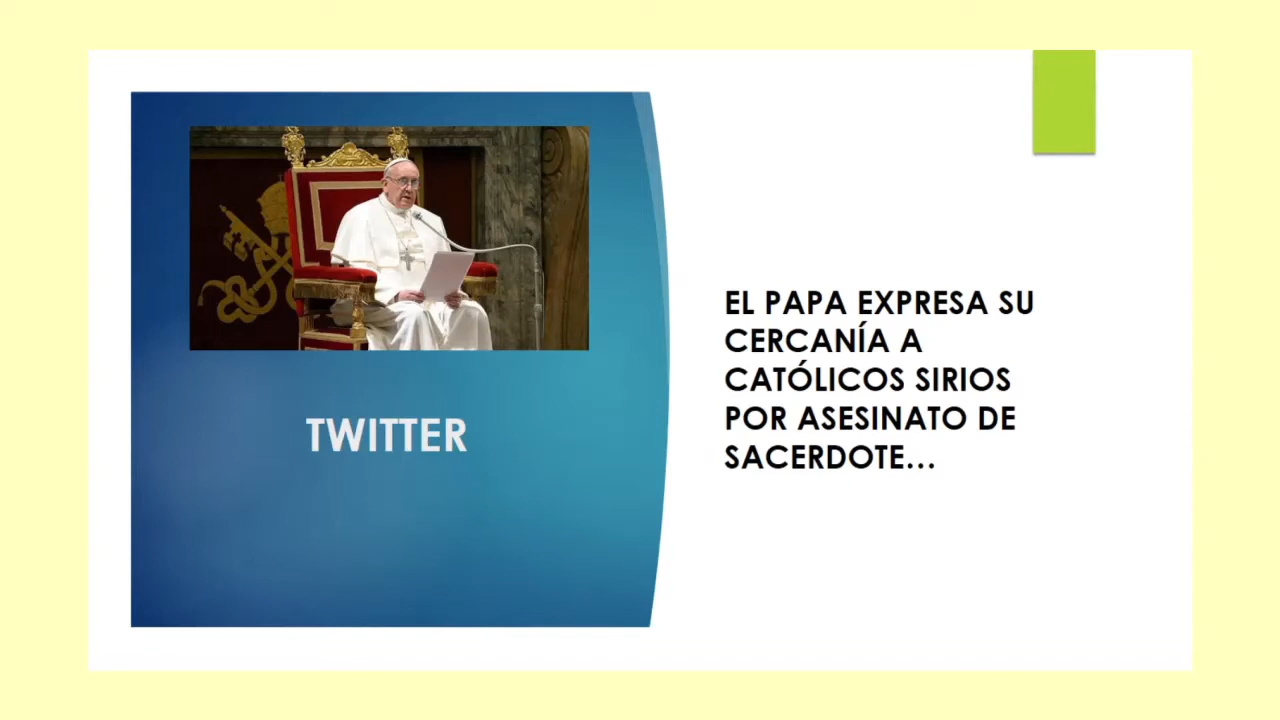 TWITTER
EL PAPA EXPRESA SU
CERCANÍA A
CATÓLICOS SIRIOS
POR ASESINATO DE
SACERDOTE…